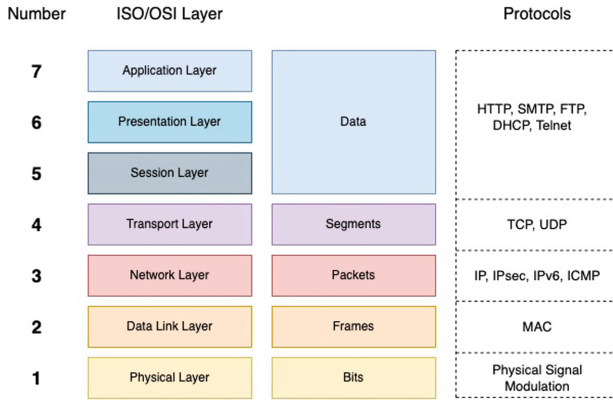 Number ISO/OSI Layer Protocols
7 Application Layer
6 Presentation Layer Data HTTP, SMTP, FTP,
DHCP, Telnet
5 Session Layer
4 Transport Layer Segments TCP, UDP
3 Network Layer Packets IP, IPsec, IPv6, ICMP
2 Data Link Layer Frames MAC
1 Physical Layer Bits Physical Signal
Modulation